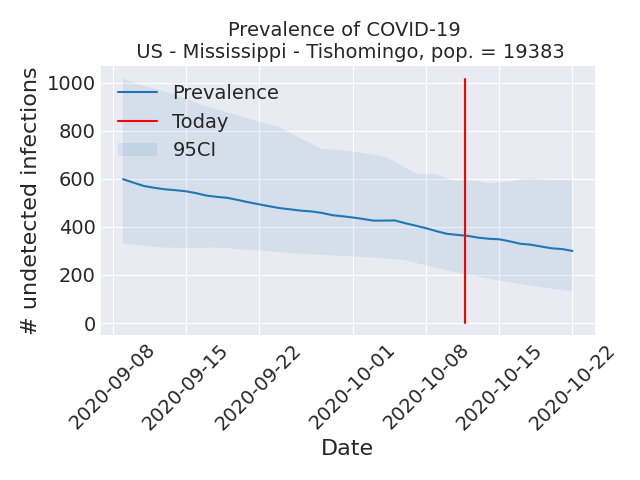 Prevalence of COVID-19
US - Mississippi - Tishomingo, pop. = 19383
# undetected infections
1000
800
600
400
200
0
Prevalence
Today
95CI
2020-09-08
2020-09-15
2020-09-22
2020-10-01
2020-10-08
2020-10-15
2020-10-22
Date